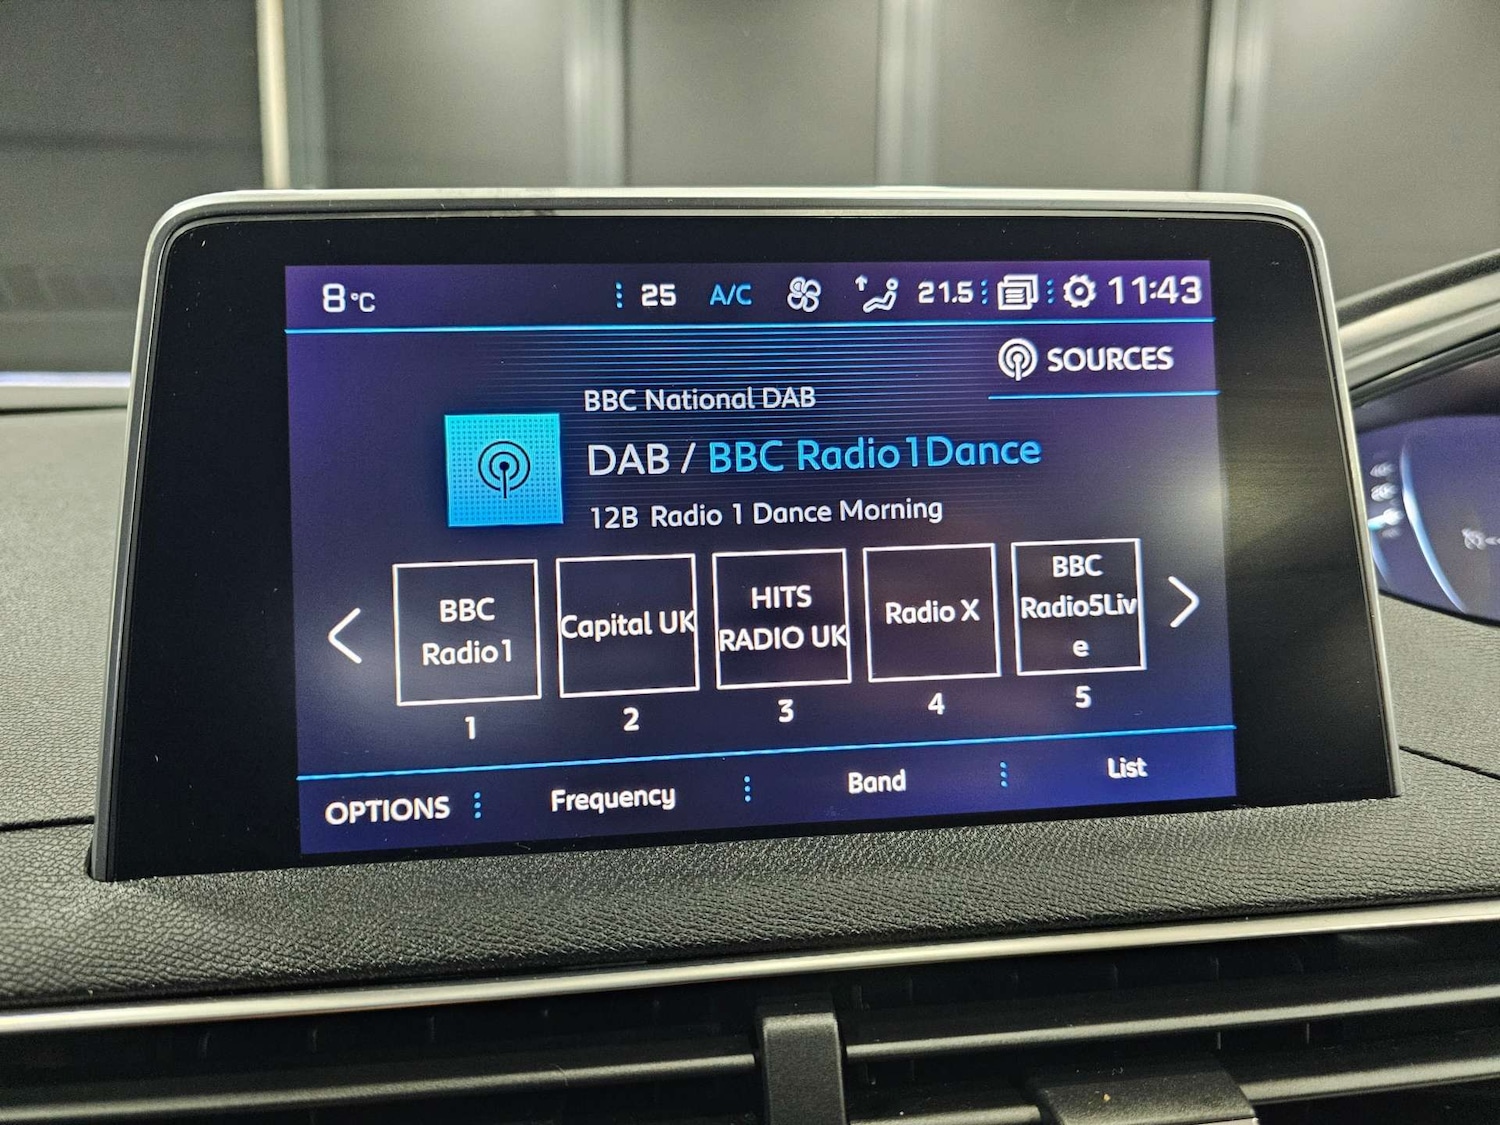 8°C 25 A/C 21.5 11:43
SOURCES
BBC National DAB
DAB / BBC Radio1Dance
12B Radio 1 Dance Morning
BBC
Radio1
Capital UK
HITS
RADIO UK
Radio X
BBC
Radio5Liv
e
1 2 3 4 5
OPTIONS Frequency Band List